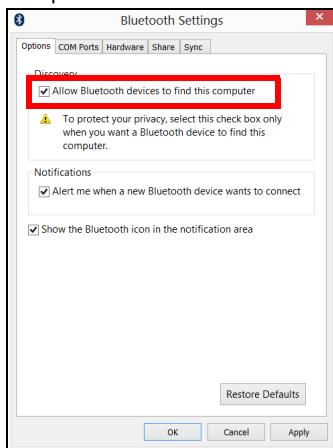 Bluetooth Settings
Options COM Ports Hardware Share Sync
Discovery
Allow Bluetooth devices to find this computer
To protect your privacy, select this check box only
when you want a Bluetooth device to find this
computer.
Notifications
Alert me when a new Bluetooth device wants to connect
Show the Bluetooth icon in the notification area
Restore Defaults
OK Cancel Apply